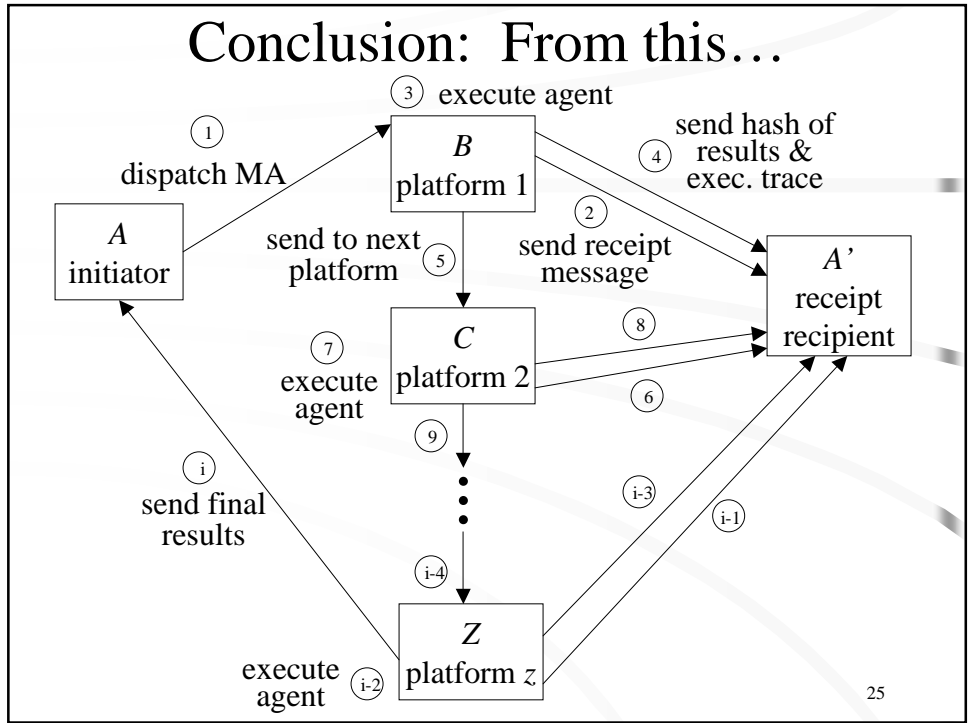 Conclusion: From this…
3 execute agent
1
dispatch MA
B
platform 1
send hash of
4 results &
exec. trace
A
initiator
send to next
platform
5
2
send receipt
message
A’
receipt
recipient
7
execute
agent
C
platform 2
8
6
9
i
send final
results
i-3
i-1
i-4
Z
platform z
execute
agent
i-2
25